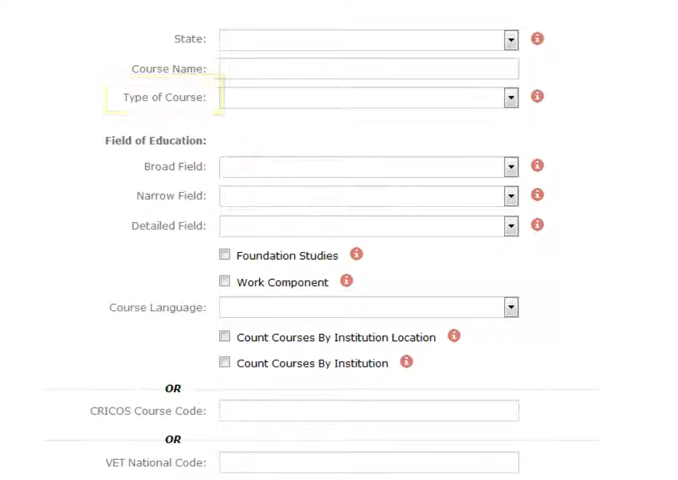 State:
Course Name:
Type of Course:
Field of Education:
Broad Field:
Narrow Field:
Detailed Field:
Foundation Studies
Work Component
Course Language:
Count Courses By Institution Location
Count Courses By Institution
OR
CRICOS Course Code:
OR
VET National Code: